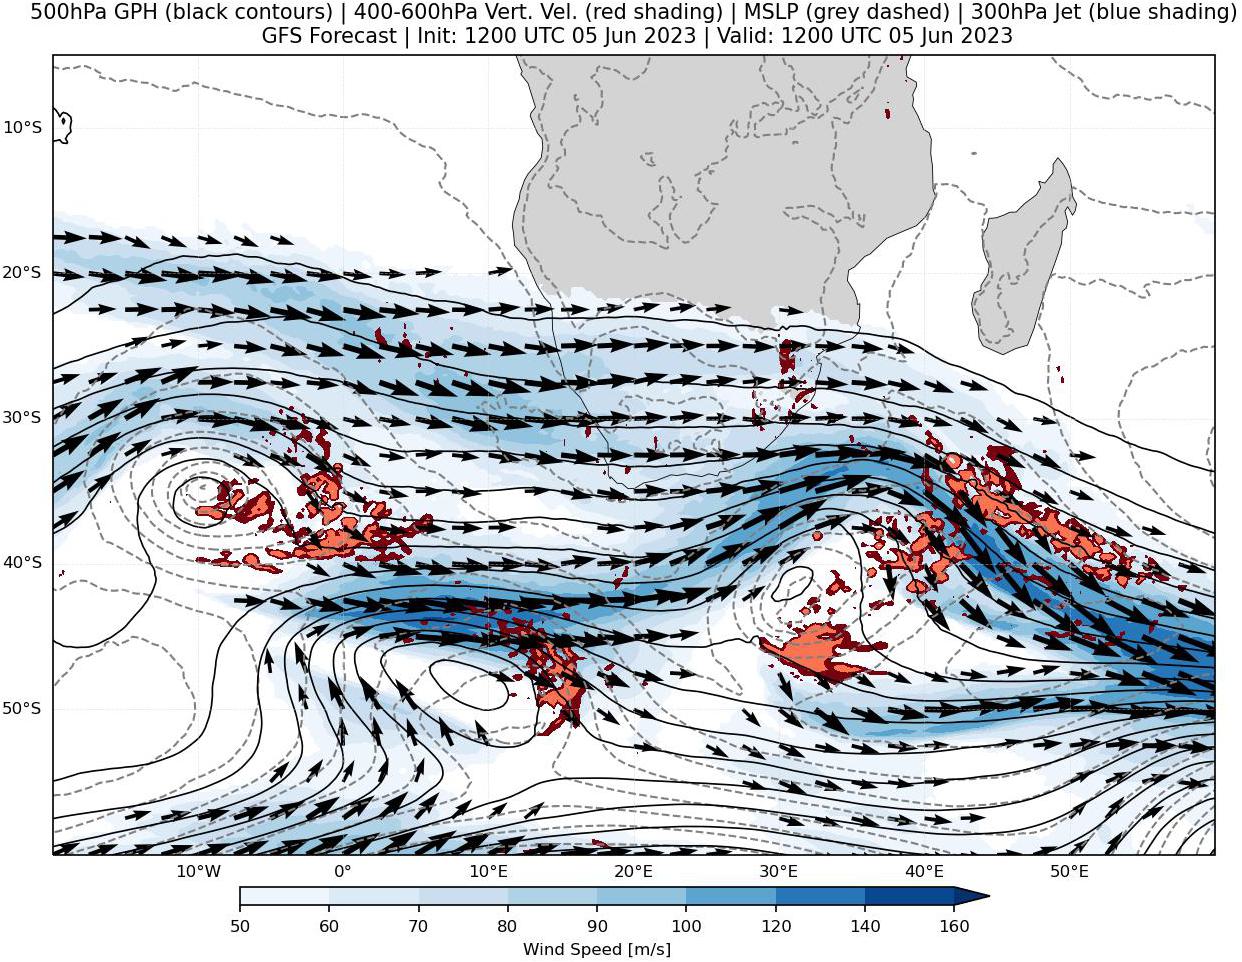 500hPa GPH (black contours) | 400-600hPa Vert. Vel. (red shading) | MSLP (grey dashed) | 300hPa Jet (blue shading)
GFS Forecast | Init: 1200 UTC 05 Jun 2023 | Valid: 1200 UTC 05 Jun 2023
10°S
20°S
30°S
40°S
50°S
10°W 0° 10°E 20°E 30°E 40°E 50°E
50 60 70 80 90 100 120 140 160
Wind Speed [m/s]